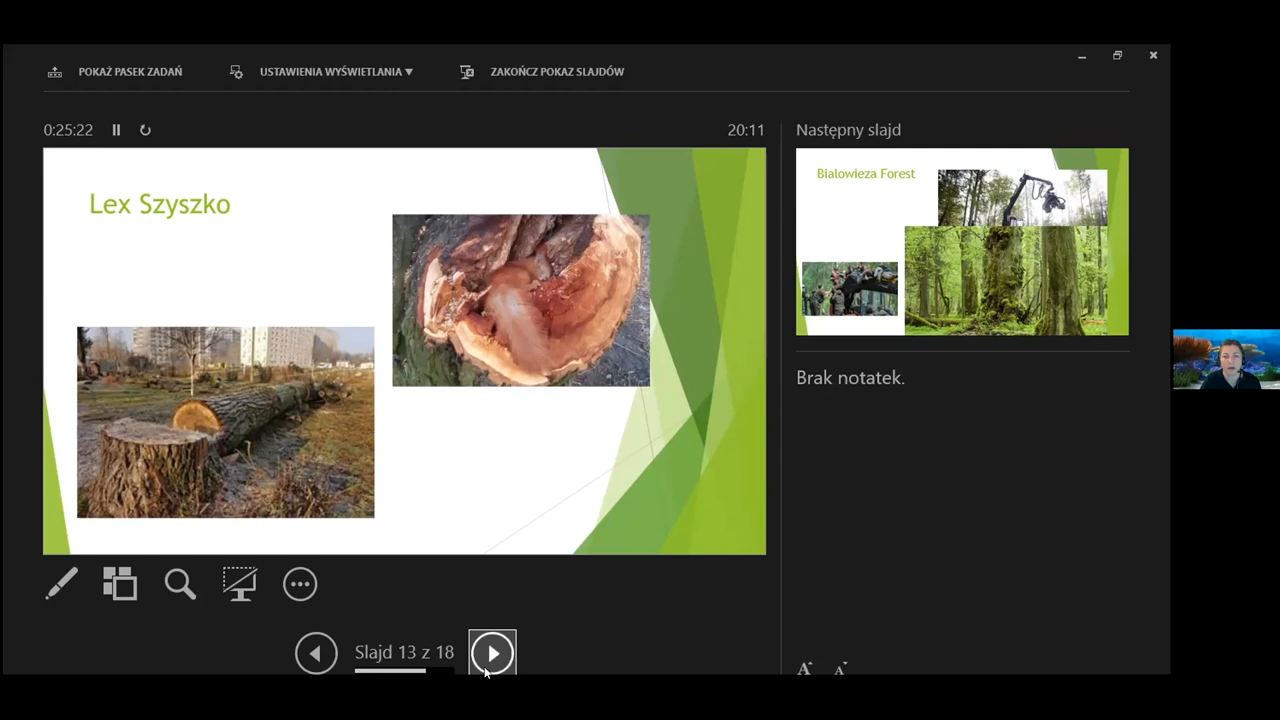 POKAŻ PASEK ZADAŃ
USTAWIENIA WYŚWIETLANIA
ZAKOŃCZ POKAZ SLAJDÓW
0:25:22
20:11
Następny slajd
Lex Szyszko
Bialowieza Forest
Brak notatek.
Slajd 13 z 18
A
A